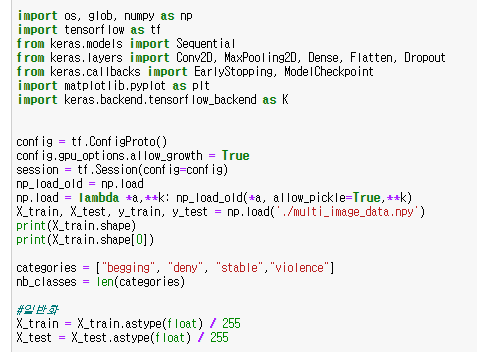 import os, glob, numpy as np
import tensorflow as tf
from keras.models import Sequential
from keras.layers import Conv2D, MaxPooling2D, Dense, Flatten, Dropout
from keras.callbacks import EarlyStopping, ModelCheckpoint
import matplotlib.pyplot as plt
import keras.backend.tensorflow_backend as K
config = tf.ConfigProto()
config.gpu_options.allow_growth = True
session = tf.Session(config=config)
np_load_old = np.load
np.load = lambda *a,**k: np_load_old(*a, allow_pickle=True,**k)
X_train, X_test, y_train, y_test = np.load('./multi_image_data.npy')
print(X_train.shape)
print(X_train.shape[0])
categories = ["begging", "deny", "stable","violence"]
nb_classes = len(categories)
#일반화
X_train = X_train.astype(float) / 255
X_test = X_test.astype(float) / 255